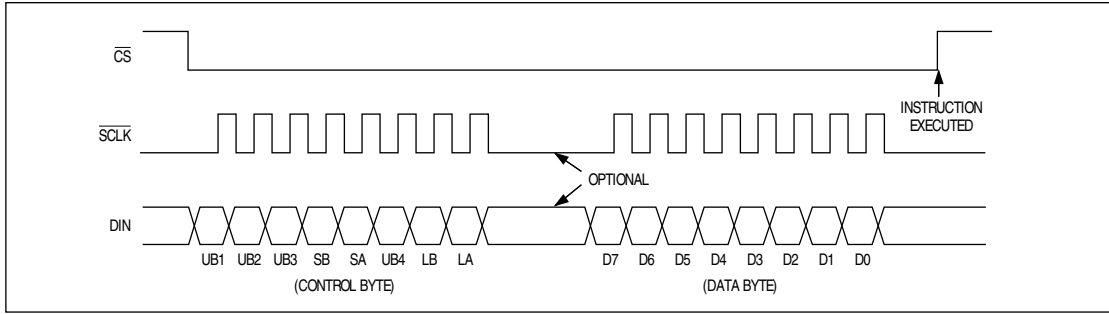 CS
INSTRUCTION
EXECUTED
SCLK
OPTIONAL
DIN
UB1 UB2 UB3 SB SA UB4 LB LA D7 D6 D5 D4 D3 D2 D1 D0
(CONTROL BYTE) (DATA BYTE)